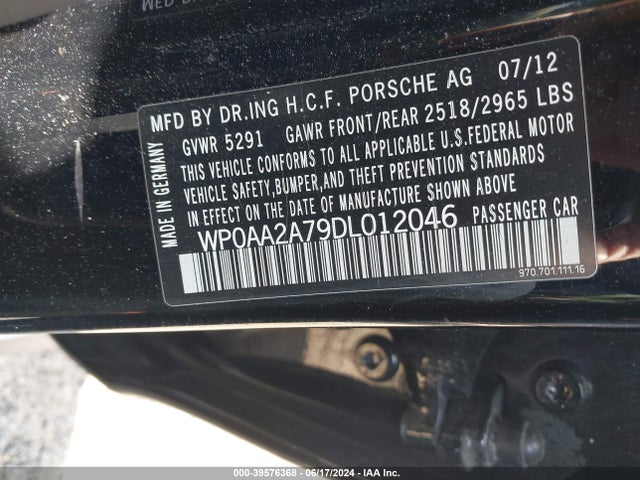 MFD BY DR.ING H.C.F. PORSCHE AG 07/12
GVWR 5291 GAWR FRONT/REAR 2518/2965 LBS
THIS VEHICLE CONFORMS TO ALL APPLICABLE U.S.FEDERAL MOTOR
VEHICLE SAFETY,BUMPER,AND THEFT PREVENTION STANDARDS
IN EFFECT ON THE DATE OF MANUFACTURE SHOWN ABOVE
WP0AA2A79DL012046 PASSENGER CAR
970.701.111.16
MADE IN GERMANY
000-39576368 - 06/17/2024 - IAA Inc.